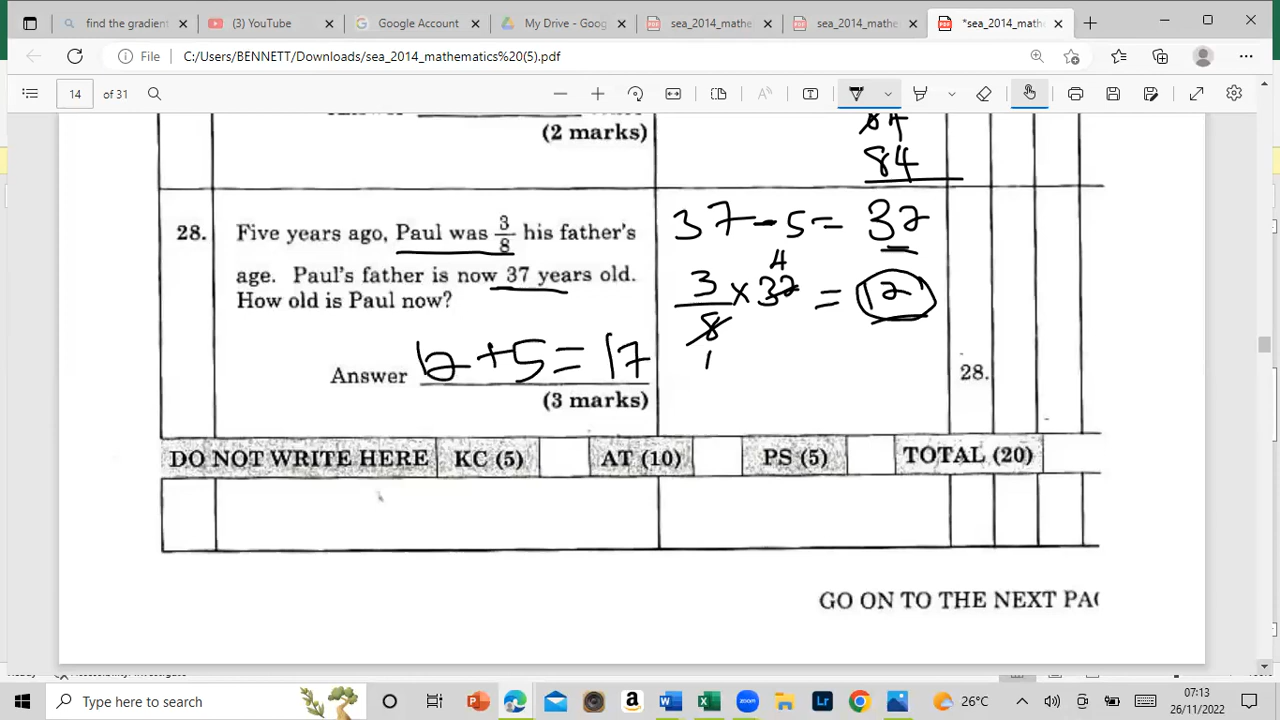 find the gradient
(3) YouTube
Google Account
My Drive - Goog
sea_2014_mathe
sea_2014_mathe
*sea_2014_math
File
C:/Users/BENNETT/Downloads/sea_2014_mathematics%20(5).pdf
14 of 31
(2 marks)
84
28. Five years ago, Paul was 3/8 his father's
age. Paul's father is now 37 years old.
How old is Paul now?
Answer 12 + 5 = 17
(3 marks)
37 - 5 = 32
3/8 x 32 = 12
4
1
28.
DO NOT WRITE HERE KC (5) AT (10) PS (5) TOTAL (20)
GO ON TO THE NEXT PA
Type here to search
26°C
07:13
26/11/2022